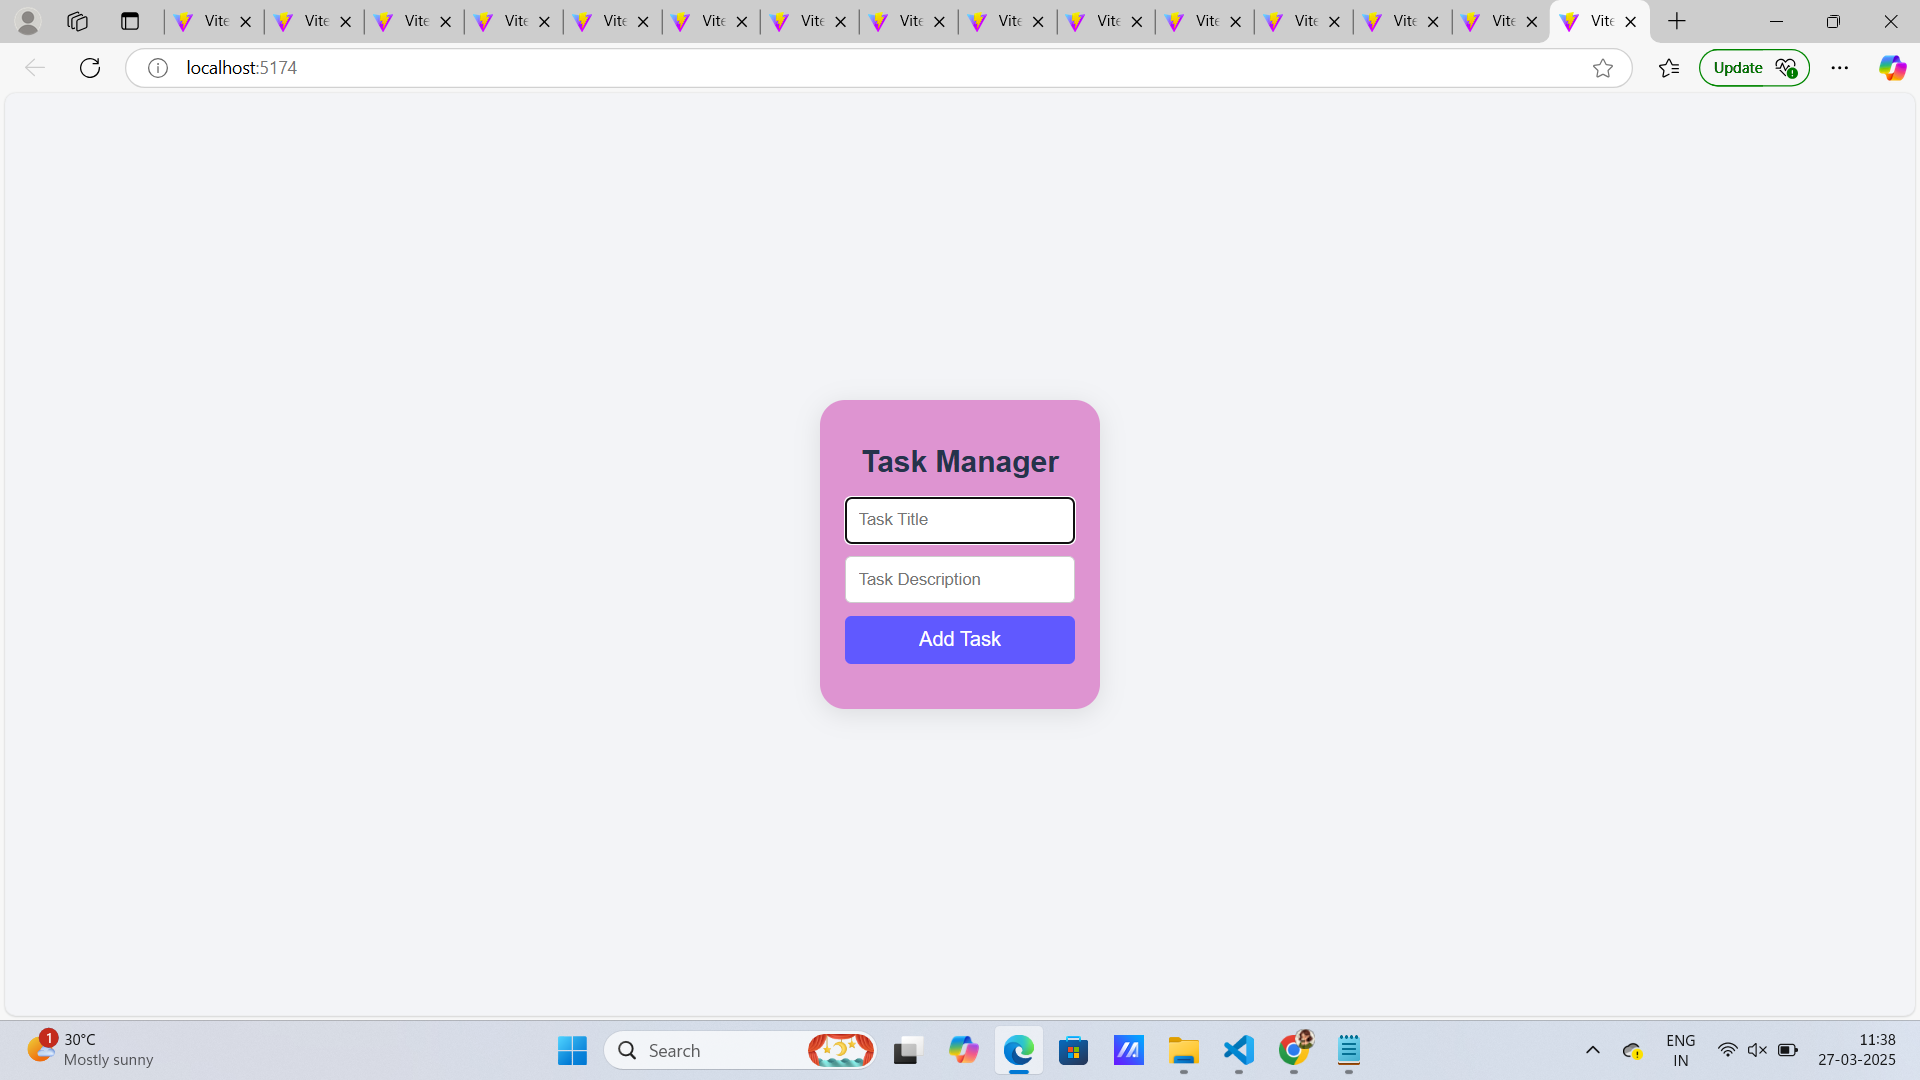 Vite Vite Vite Vite Vite Vite Vite Vite Vite Vite Vite Vite Vite Vite Vite
localhost:5174
Update
Task Manager
Task Title
Task Description
Add Task
1
30°C
Mostly sunny
Search
ENG
IN
11:38
27-03-2025